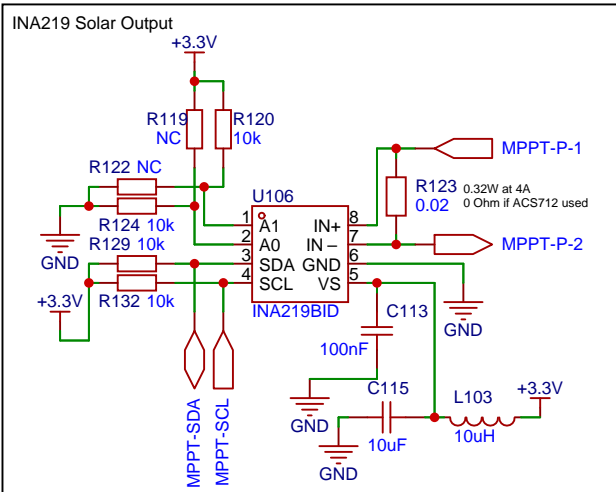 INA219 Solar Output
+3.3V
R119
NC
R120
10k
MPPT-P-1
R122 NC
R123
0.02
0.32W at 4A
0 Ohm if ACS712 used
U106
R124 10k
1 A1 IN+ 8
2 A0 IN− 7
3 SDA GND 6
4 SCL VS 5
MPPT-P-2
GND
R129 10k
R132 10k
+3.3V
INA219BID
C113
100nF
GND
GND
MPPT-SDA
MPPT-SCL
C115
10uF
GND
L103
10uH
+3.3V